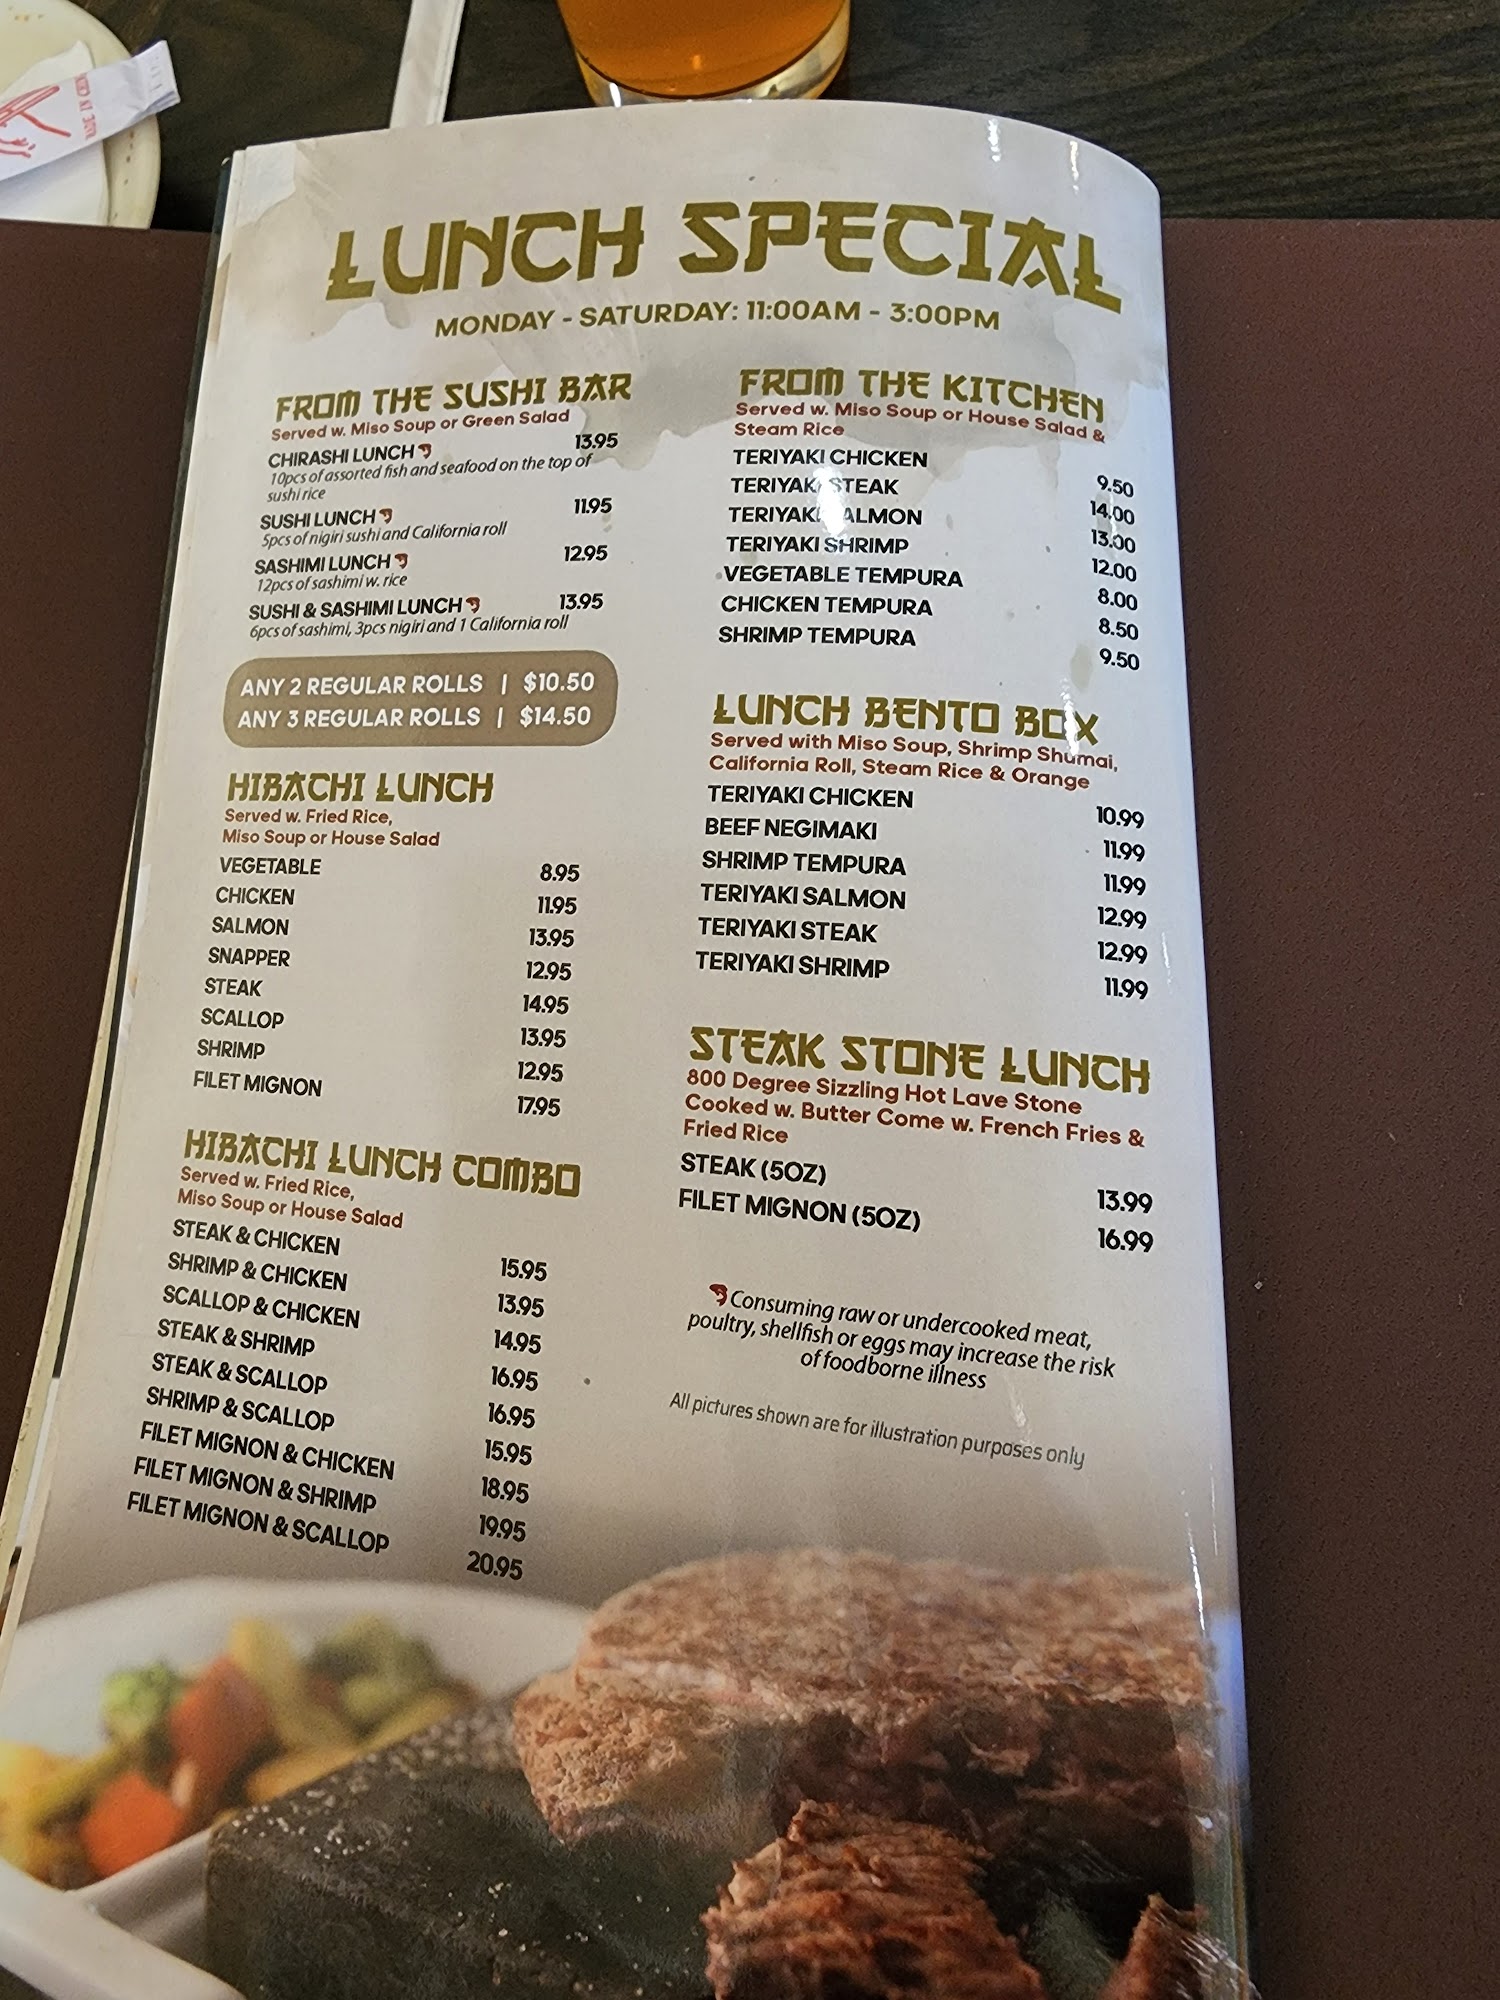 LUNCH SPECIAL
MONDAY - SATURDAY: 11:00AM - 3:00PM
FROM THE SUSHI BAR
Served w. Miso Soup or Green Salad
CHIRASHI LUNCH 13.95
10pcs of assorted fish and seafood on the top of
sushi rice
SUSHI LUNCH 11.95
5pcs of nigiri sushi and California roll
SASHIMI LUNCH 12.95
12pcs of sashimi w. rice
SUSHI & SASHIMI LUNCH 13.95
6pcs of sashimi, 3pcs nigiri and 1 California roll
ANY 2 REGULAR ROLLS | $10.50
ANY 3 REGULAR ROLLS | $14.50
HIBACHI LUNCH
Served w. Fried Rice,
Miso Soup or House Salad
VEGETABLE 8.95
CHICKEN 11.95
SALMON 13.95
SNAPPER 12.95
STEAK 14.95
SCALLOP 13.95
SHRIMP 12.95
FILET MIGNON 17.95
HIBACHI LUNCH COMBO
Served w. Fried Rice,
Miso Soup or House Salad
STEAK & CHICKEN 15.95
SHRIMP & CHICKEN 13.95
SCALLOP & CHICKEN 14.95
STEAK & SHRIMP 16.95
STEAK & SCALLOP 16.95
SHRIMP & SCALLOP 15.95
FILET MIGNON & CHICKEN 18.95
FILET MIGNON & SHRIMP 19.95
FILET MIGNON & SCALLOP 20.95
FROM THE KITCHEN
Served w. Miso Soup or House Salad &
Steam Rice
TERIYAKI CHICKEN 9.50
TERIYAKI STEAK 14.00
TERIYAKI SALMON 13.00
TERIYAKI SHRIMP 12.00
VEGETABLE TEMPURA 8.00
CHICKEN TEMPURA 8.50
SHRIMP TEMPURA 9.50
LUNCH BENTO BOX
Served with Miso Soup, Shrimp Shumai,
California Roll, Steam Rice & Orange
TERIYAKI CHICKEN 10.99
BEEF NEGIMAKI 11.99
SHRIMP TEMPURA 11.99
TERIYAKI SALMON 12.99
TERIYAKI STEAK 12.99
TERIYAKI SHRIMP 11.99
STEAK STONE LUNCH
800 Degree Sizzling Hot Lave Stone
Cooked w. Butter Come w. French Fries &
Fried Rice
STEAK (5OZ) 13.99
FILET MIGNON (5OZ) 16.99
Consuming raw or undercooked meat,
poultry, shellfish or eggs may increase the risk
of foodborne illness
All pictures shown are for illustration purposes only